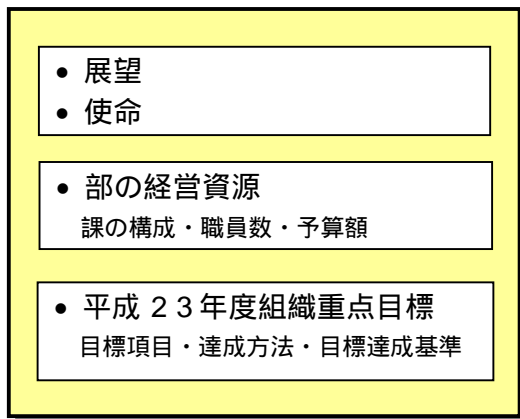 • 展望
• 使命
• 部の経営資源
課の構成・職員数・予算額
• 平成２３年度組織重点目標
目標項目・達成方法・目標達成基準